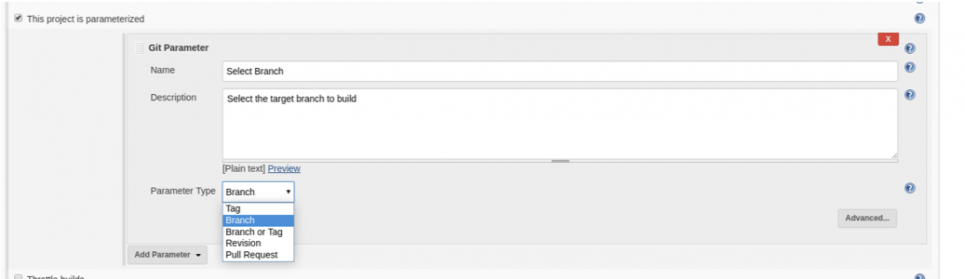 This project is parameterized
X
Git Parameter
Name
Select Branch
Description
Select the target branch to build
[Plain text] Preview
Parameter Type
Branch
Tag
Branch
Branch or Tag
Revision
Pull Request
Advanced...
Add Parameter
Throttle builds